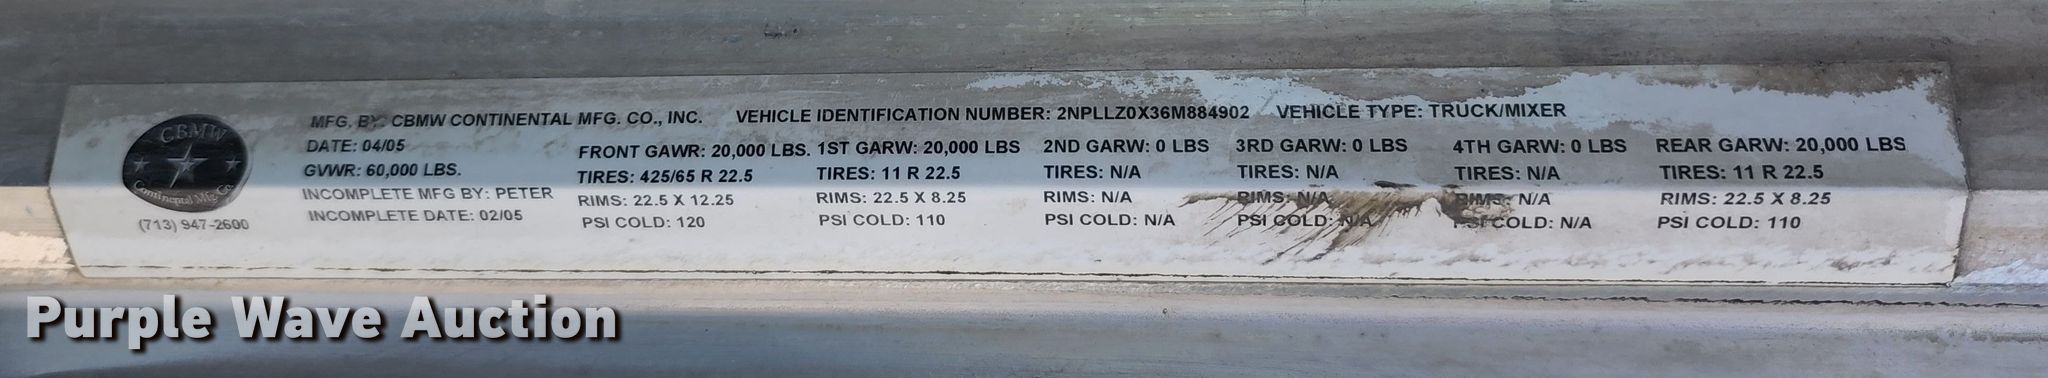 CBMW
Continental Mfg. Co.
(713) 947-2600
MFG. BY: CBMW CONTINENTAL MFG. CO., INC. VEHICLE IDENTIFICATION NUMBER: 2NPLLZ0X36M884902 VEHICLE TYPE: TRUCK/MIXER
DATE: 04/05
GVWR: 60,000 LBS.
INCOMPLETE MFG BY: PETER
INCOMPLETE DATE: 02/05
FRONT GAWR: 20,000 LBS.
TIRES: 425/65 R 22.5
RIMS: 22.5 X 12.25
PSI COLD: 120
1ST GARW: 20,000 LBS
TIRES: 11 R 22.5
RIMS: 22.5 X 8.25
PSI COLD: 110
2ND GARW: 0 LBS
TIRES: N/A
RIMS: N/A
PSI COLD: N/A
3RD GARW: 0 LBS
TIRES: N/A
RIMS: N/A
PSI COLD: N/A
4TH GARW: 0 LBS
TIRES: N/A
RIMS: N/A
PSI COLD: N/A
REAR GARW: 20,000 LBS
TIRES: 11 R 22.5
RIMS: 22.5 X 8.25
PSI COLD: 110
Purple Wave Auction